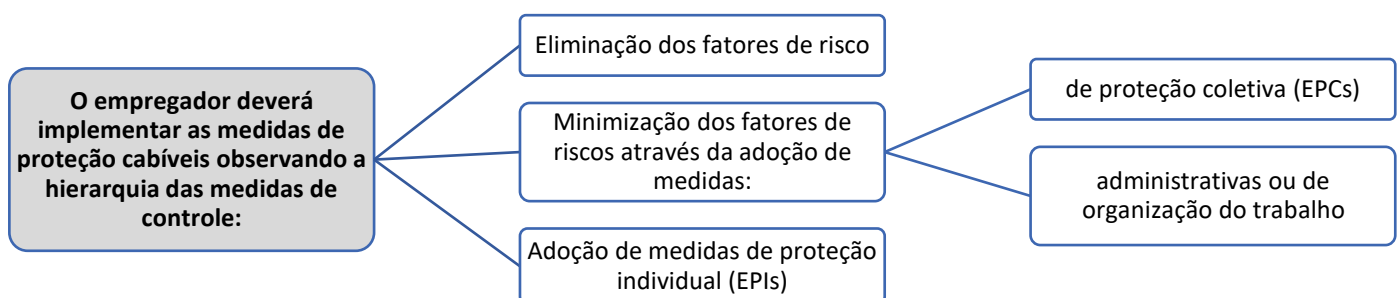 O empregador deverá
implementar as medidas de
proteção cabíveis observando a
hierarquia das medidas de
controle:
Eliminação dos fatores de risco
Minimização dos fatores de
riscos através da adoção de
medidas:
de proteção coletiva (EPCs)
administrativas ou de
organização do trabalho
Adoção de medidas de proteção
individual (EPIs)